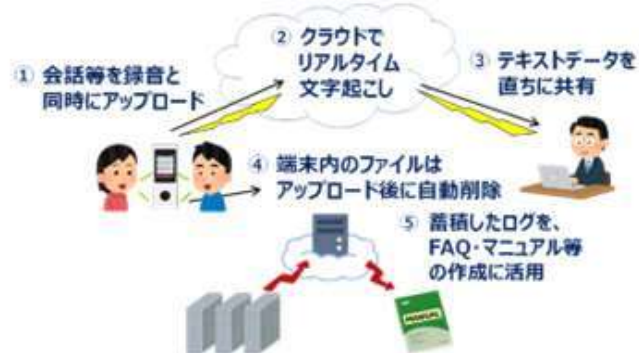 ① 会話等を録音と
同時にアップロード
② クラウドで
リアルタイム
文字起こし
③ テキストデータを
直ちに共有
④ 端末内のファイルは
アップロード後に自動削除
⑤ 蓄積したログを、
FAQ・マニュアル等
の作成に活用
MANUAL